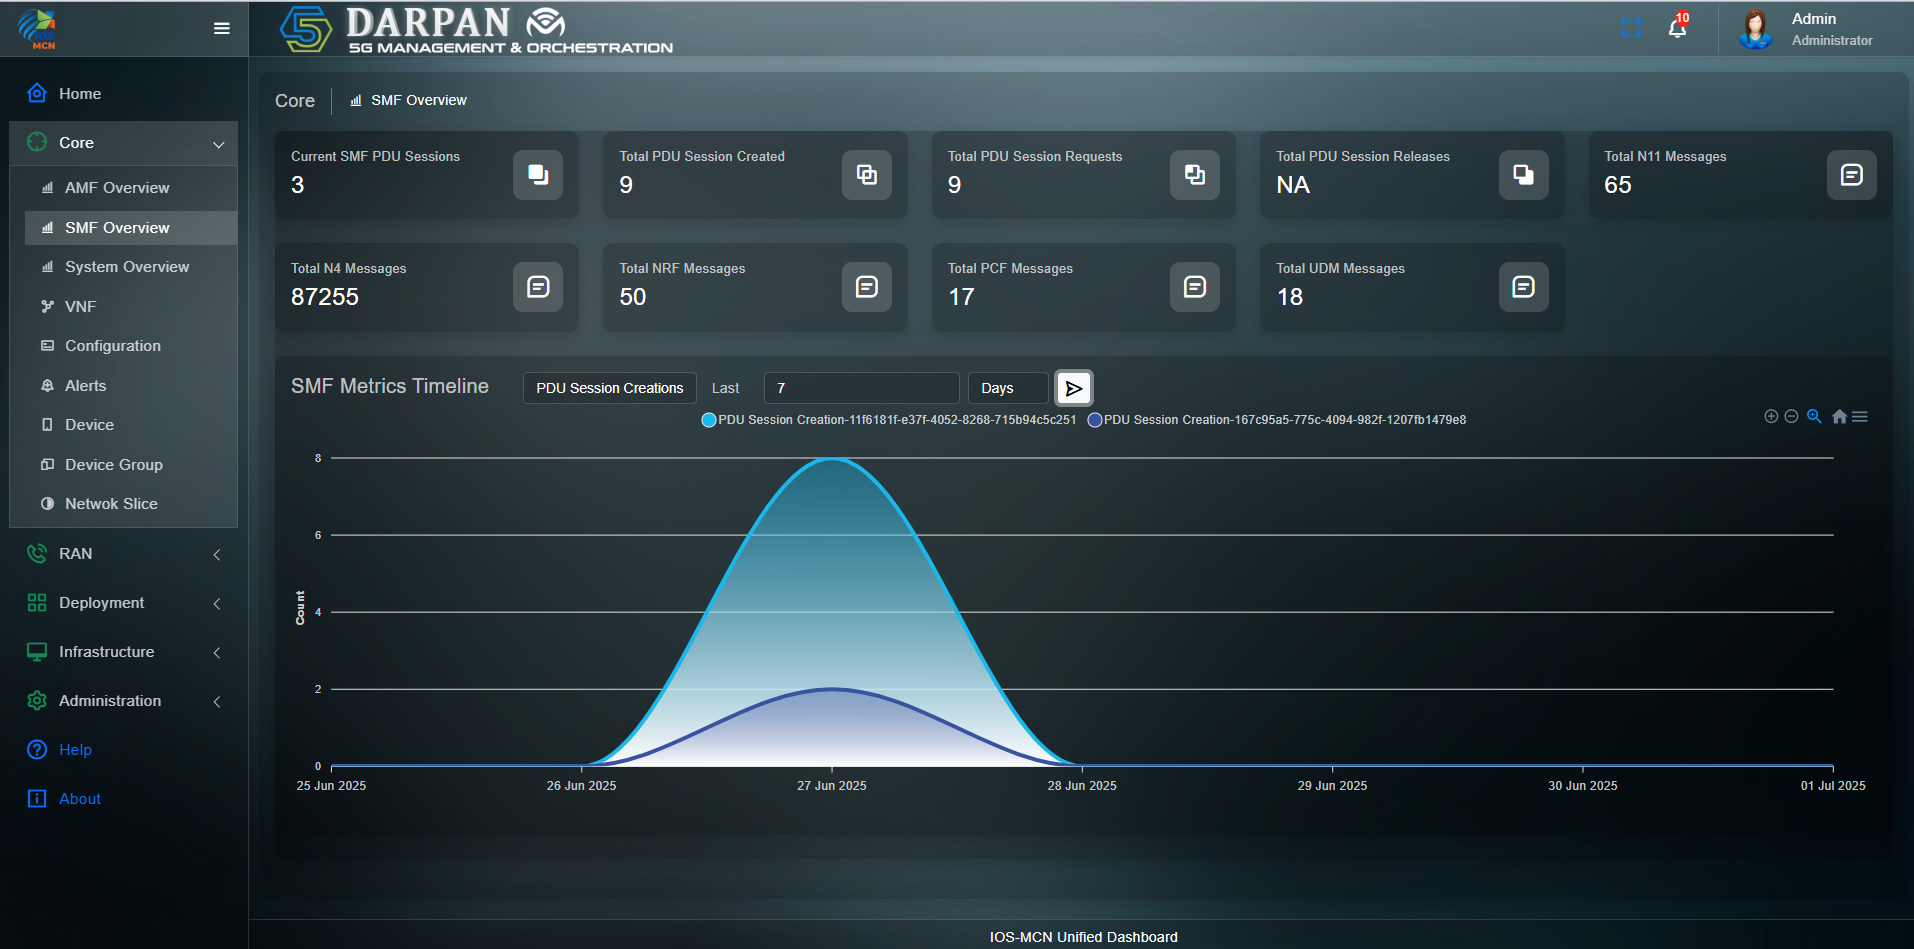 IOS
MCN
DARPAN
5G MANAGEMENT & ORCHESTRATION
10
Admin
Administrator
Home
Core
AMF Overview
SMF Overview
System Overview
VNF
Configuration
Alerts
Device
Device Group
Netwok Slice
RAN
Deployment
Infrastructure
Administration
Help
About
Core
SMF Overview
Current SMF PDU Sessions
3
Total PDU Session Created
9
Total PDU Session Requests
9
Total PDU Session Releases
NA
Total N11 Messages
65
Total N4 Messages
87255
Total NRF Messages
50
Total PCF Messages
17
Total UDM Messages
18
SMF Metrics Timeline
PDU Session Creations
Last
7
Days
PDU Session Creation-11f6181f-e37f-4052-8268-715b94c5c251
PDU Session Creation-167c95a5-775c-4094-982f-1207fb1479e8
8
6
4
2
0
Count
25 Jun 2025
26 Jun 2025
27 Jun 2025
28 Jun 2025
29 Jun 2025
30 Jun 2025
01 Jul 2025
IOS-MCN Unified Dashboard